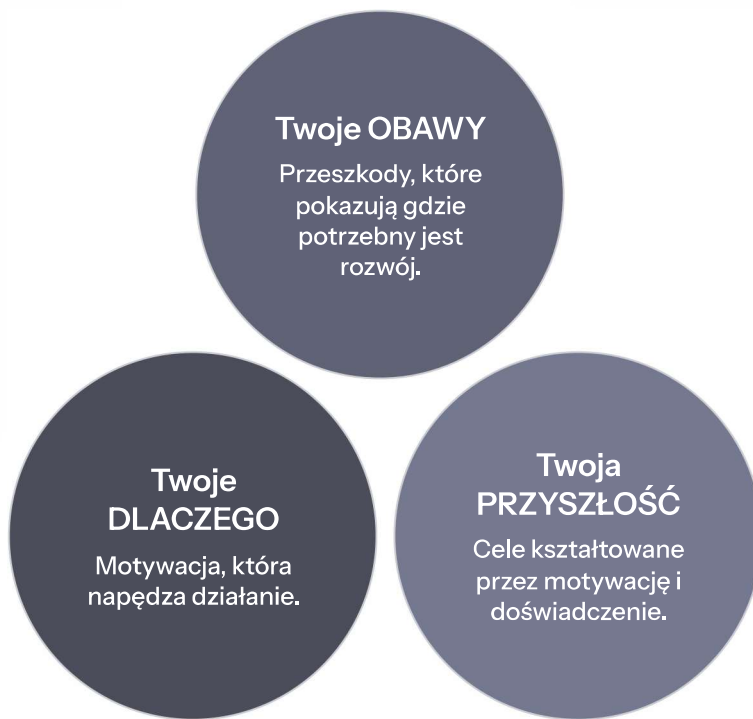 Twoje OBAWY
Przeszkody, które
pokazują gdzie
potrzebny jest
rozwój.
Twoje
DLACZEGO
Motywacja, która
napędza działanie.
Twoja
PRZYSZŁOŚĆ
Cele kształtowane
przez motywację i
doświadczenie.